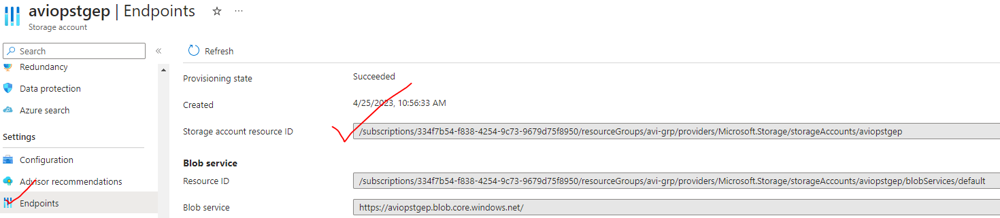 aviopstgep | Endpoints
Storage account
Search
Redundancy
Data protection
Azure search
Settings
Configuration
Advisor recommendations
Endpoints
Refresh
Provisioning state Succeeded
Created 4/25/2023, 10:56:33 AM
Storage account resource ID /subscriptions/334f7b54-f838-4254-9c73-9679d75f8950/resourceGroups/avi-grp/providers/Microsoft.Storage/storageAccounts/aviopstgep
Blob service
Resource ID /subscriptions/334f7b54-f838-4254-9c73-9679d75f8950/resourceGroups/avi-grp/providers/Microsoft.Storage/storageAccounts/aviopstgep/blobServices/default
Blob service https://aviopstgep.blob.core.windows.net/